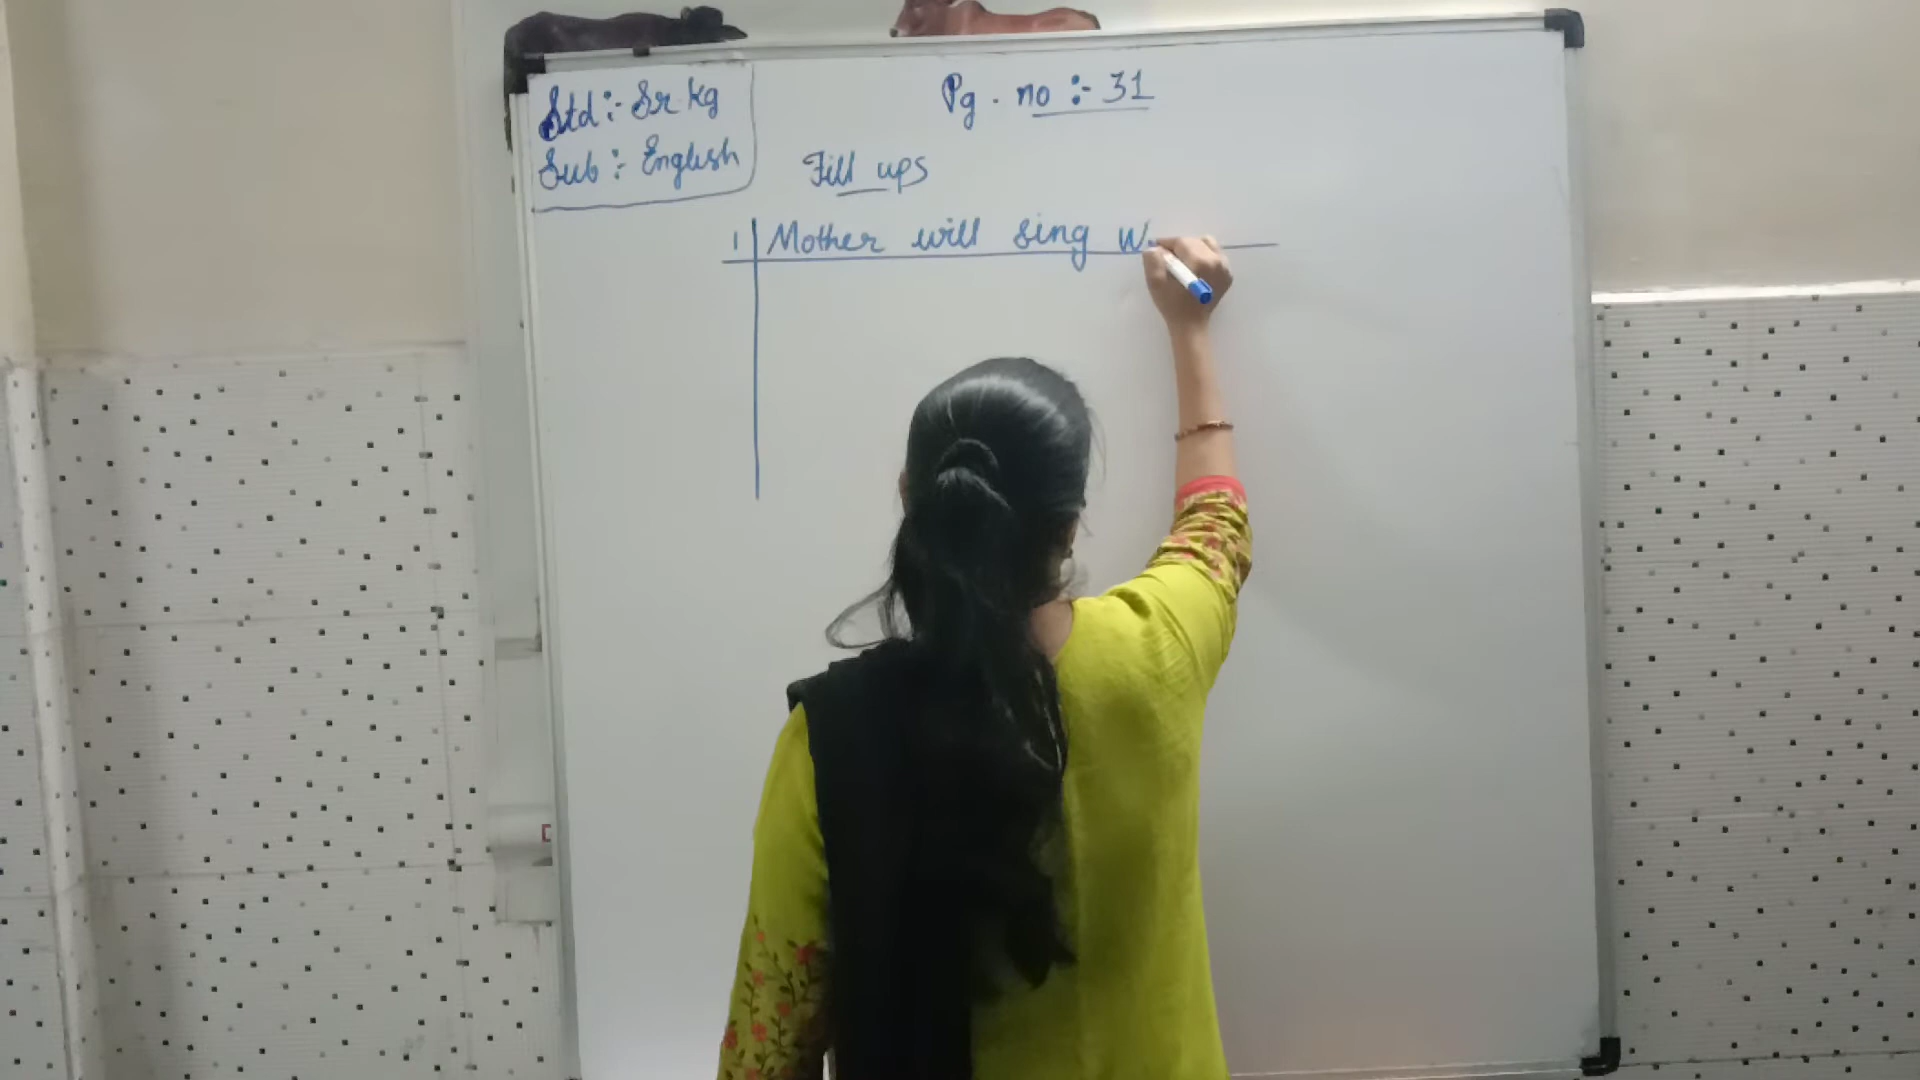 Std :- Sr. Kg
Sub :- English
Pg. no :- 31
Fill ups
1 Mother will sing